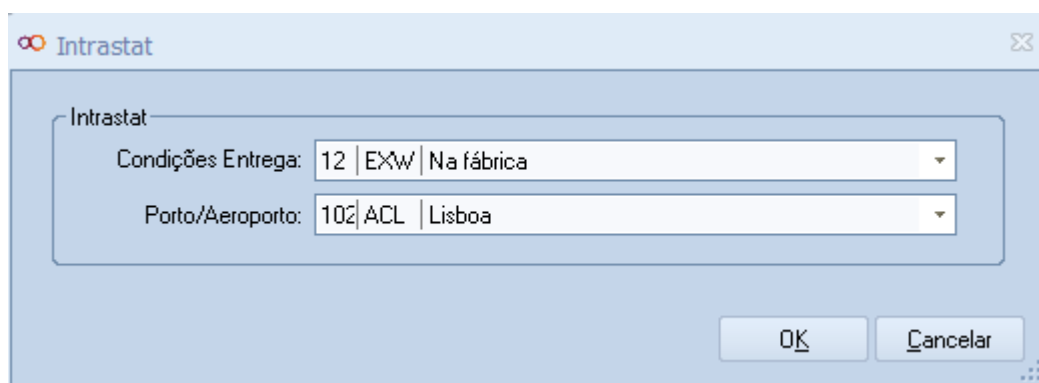 Intrastat
Intrastat
Condições Entrega: 12 EXW Na fábrica
Porto/Aeroporto: 102 ACL Lisboa
OK Cancelar